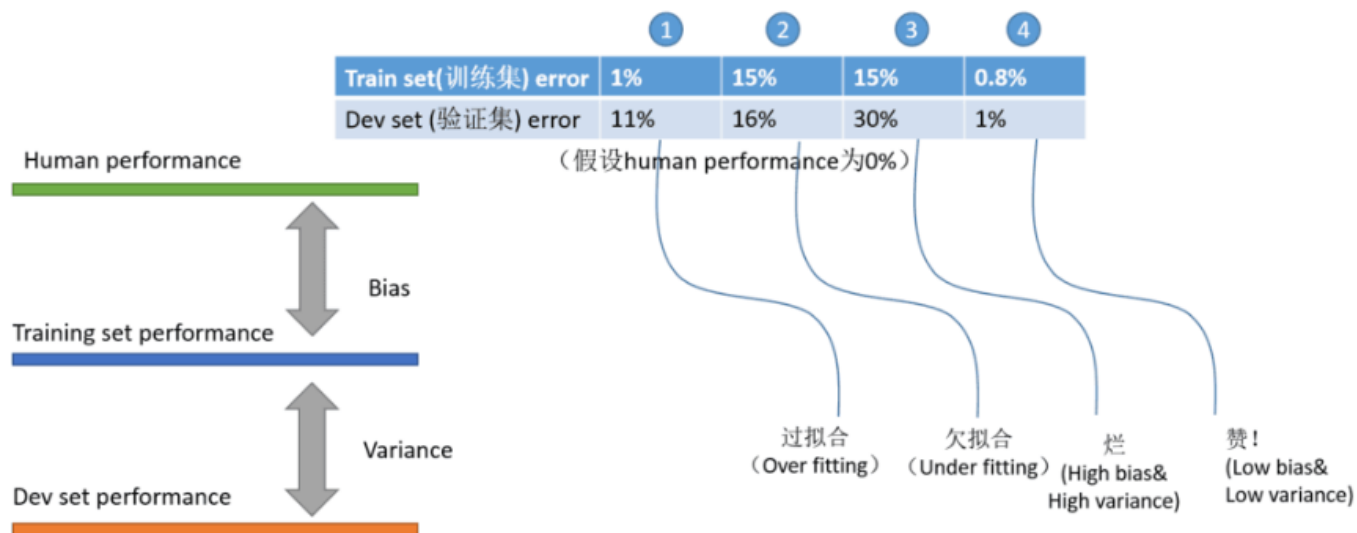 ① ② ③ ④
Train set(训练集) error 1% 15% 15% 0.8%
Dev set (验证集) error 11% 16% 30% 1%
（假设human performance为0%）
Human performance
Bias
Training set performance
Variance
Dev set performance
过拟合
（Over fitting）
欠拟合
（Under fitting）
烂
(High bias&
High variance)
赞！
(Low bias&
Low variance)